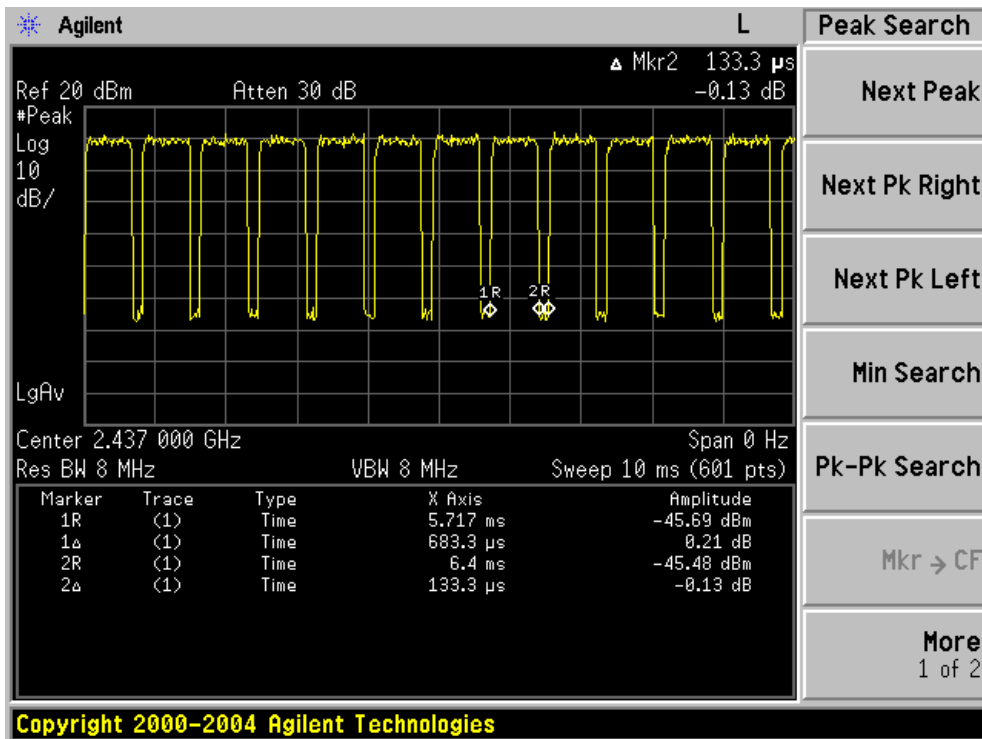 Agilent L
Δ Mkr2 133.3 µs
Ref 20 dBm Atten 30 dB -0.13 dB
#Peak
Log
10
dB/
1R 2R
LgAv
Center 2.437 000 GHz Span 0 Hz
Res BW 8 MHz VBW 8 MHz Sweep 10 ms (601 pts)
Marker Trace Type X Axis Amplitude
1R (1) Time 5.717 ms -45.69 dBm
1Δ (1) Time 683.3 µs 0.21 dB
2R (1) Time 6.4 ms -45.48 dBm
2Δ (1) Time 133.3 µs -0.13 dB
Copyright 2000-2004 Agilent Technologies
Peak Search
Next Peak
Next Pk Right
Next Pk Left
Min Search
Pk-Pk Search
Mkr → CF
More
1 of 2